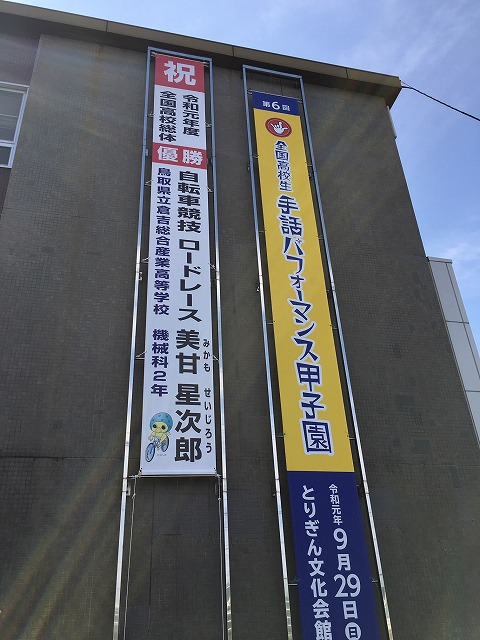 祝
令和元年度
全国高校総体
優勝
自転車競技 ロードレース 美甘 星次郎
みかも せいじろう
鳥取県立倉吉総合産業高等学校 機械科2年
第6回
全国高校生 手話パフォーマンス甲子園
令和元年
9月29日(日)
とりぎん文化会館